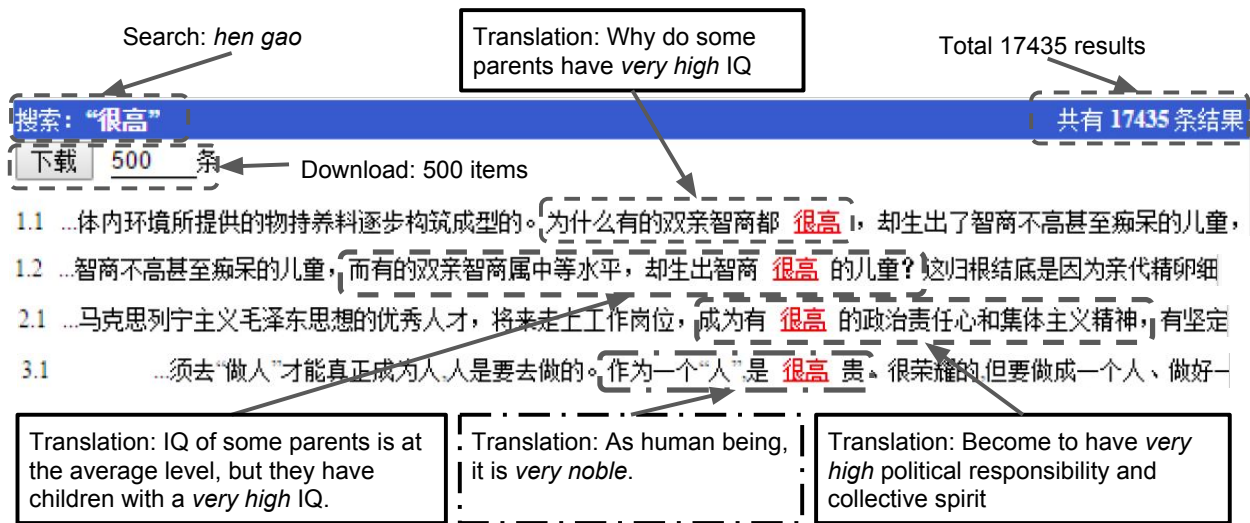 Search: hen gao
Translation: Why do some
parents have very high IQ
Total 17435 results
搜索：“很高”
共有 17435 条结果
下载 500 条
Download: 500 items
1.1 ...体内环境所提供的物持养料逐步构筑成型的。为什么有的双亲智商都 很高 ，却生出了智商不高甚至痴呆的儿童，
1.2 ...智商不高甚至痴呆的儿童，而有的双亲智商属中等水平，却生出智商 很高 的儿童？这归根结底是因为亲代精卵细
2.1 ...马克思列宁主义毛泽东思想的优秀人才，将来走上工作岗位，成为有 很高 的政治责任心和集体主义精神，有坚定
3.1 ...须去“做人”才能真正成为人,人是要去做的。作为一个“人”,是 很高 贵、很荣耀的,但要做成一个人、做好一
Translation: IQ of some parents is at
the average level, but they have
children with a very high IQ.
Translation: As human being,
it is very noble.
Translation: Become to have very
high political responsibility and
collective spirit